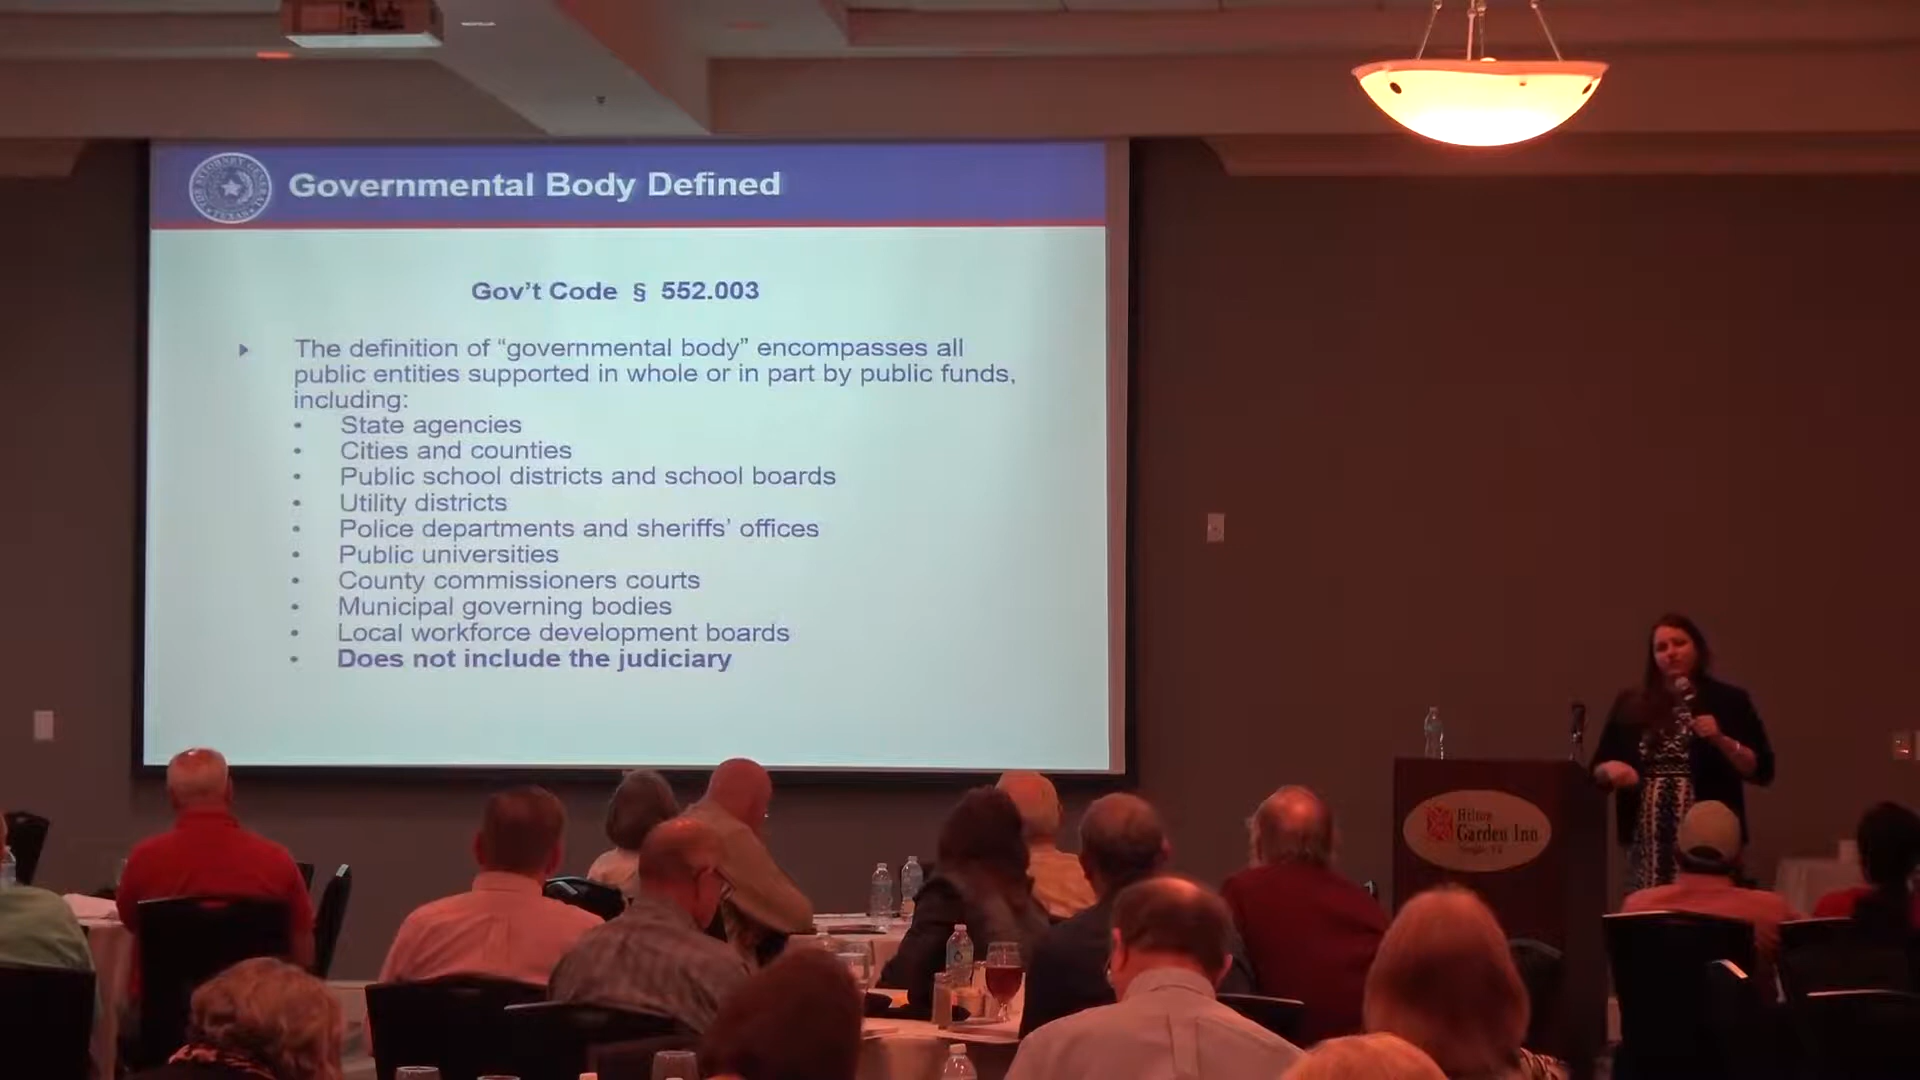 Governmental Body Defined
Gov't Code § 552.003
The definition of “governmental body” encompasses all
public entities supported in whole or in part by public funds,
including:
• State agencies
• Cities and counties
• Public school districts and school boards
• Utility districts
• Police departments and sheriffs’ offices
• Public universities
• County commissioners courts
• Municipal governing bodies
• Local workforce development boards
• Does not include the judiciary
Hilton
Garden Inn